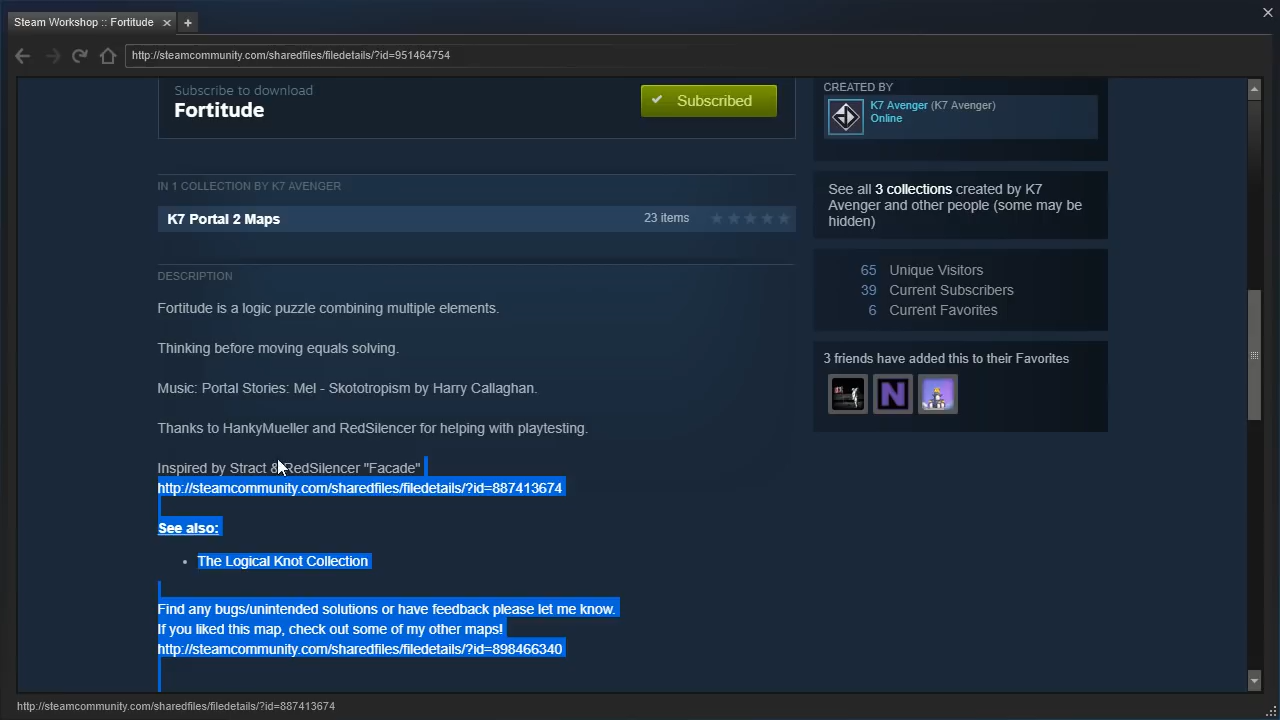 Steam Workshop :: Fortitude
http://steamcommunity.com/sharedfiles/filedetails/?id=951464754
Subscribe to download
Fortitude
Subscribed
IN 1 COLLECTION BY K7 AVENGER
K7 Portal 2 Maps
23 items
DESCRIPTION
Fortitude is a logic puzzle combining multiple elements.
Thinking before moving equals solving.
Music: Portal Stories: Mel - Skototropism by Harry Callaghan.
Thanks to HankyMueller and RedSilencer for helping with playtesting.
Inspired by Stract & RedSilencer "Facade"
http://steamcommunity.com/sharedfiles/filedetails/?id=887413674
See also:
• The Logical Knot Collection
Find any bugs/unintended solutions or have feedback please let me know.
If you liked this map, check out some of my other maps!
http://steamcommunity.com/sharedfiles/filedetails/?id=898466340
CREATED BY
K7 Avenger (K7 Avenger)
Online
See all 3 collections created by K7
Avenger and other people (some may be
hidden)
65 Unique Visitors
39 Current Subscribers
6 Current Favorites
3 friends have added this to their Favorites
N
http://steamcommunity.com/sharedfiles/filedetails/?id=887413674